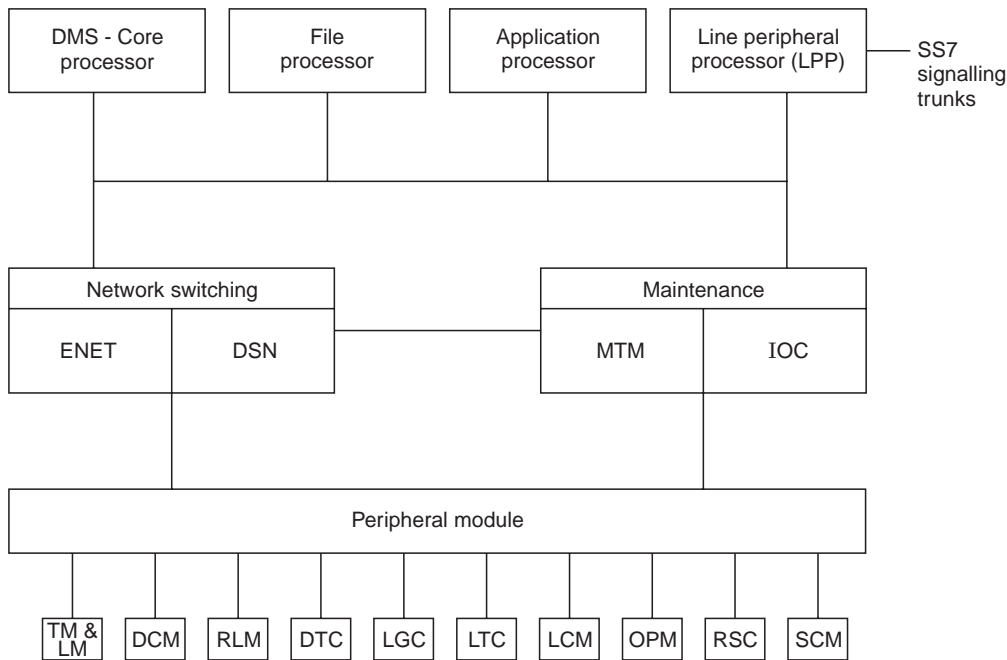 DMS - Core
processor
File
processor
Application
processor
Line peripheral
processor (LPP)
SS7
signalling
trunks
Network switching
ENET
DSN
Maintenance
MTM
IOC
Peripheral module
TM &
LM
DCM
RLM
DTC
LGC
LTC
LCM
OPM
RSC
SCM